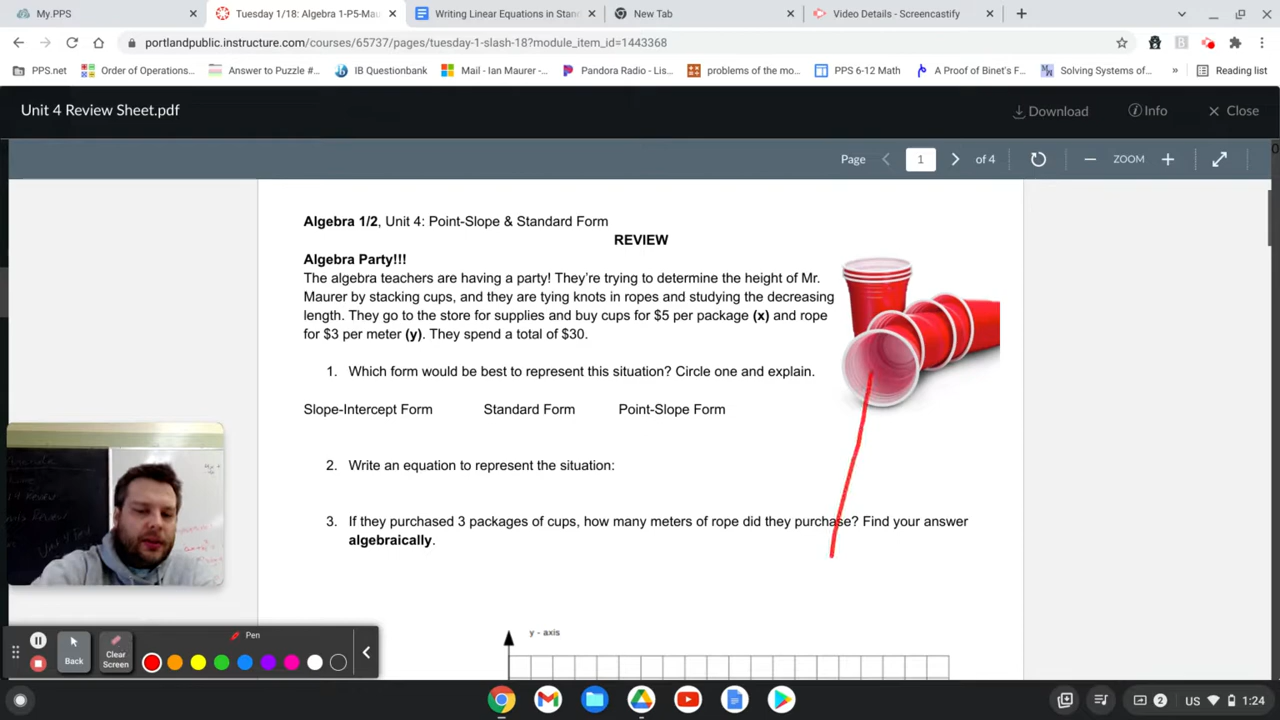 My.PPS
Tuesday 1/18: Algebra 1-P5-Mau
Writing Linear Equations in Stan
New Tab
Video Details - Screencastify
portlandpublic.instructure.com/courses/65737/pages/tuesday-1-slash-18?module_item_id=1443368
PPS.net
Order of Operations...
Answer to Puzzle #...
IB Questionbank
Mail - Ian Maurer -...
Pandora Radio - Lis...
problems of the mo...
PPS 6-12 Math
A Proof of Binet's F...
Solving Systems of...
»
Reading list
Unit 4 Review Sheet.pdf
Download
Info
Close
Page
1
of 4
ZOOM
Algebra 1/2, Unit 4: Point-Slope & Standard Form
REVIEW
Algebra Party!!!
The algebra teachers are having a party! They're trying to determine the height of Mr.
Maurer by stacking cups, and they are tying knots in ropes and studying the decreasing
length. They go to the store for supplies and buy cups for $5 per package (x) and rope
for $3 per meter (y). They spend a total of $30.
1. Which form would be best to represent this situation? Circle one and explain.
Slope-Intercept Form Standard Form Point-Slope Form
2. Write an equation to represent the situation:
3. If they purchased 3 packages of cups, how many meters of rope did they purchase? Find your answer
algebraically.
y - axis
Pen
Back
Clear
Screen
2
US
1:24